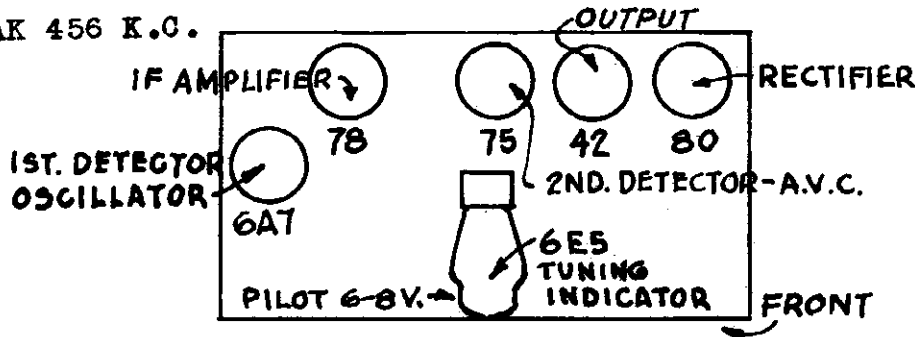 AK 456 K.C.
OUTPUT
IF AMPLIFIER
RECTIFIER
78
75
42
80
1ST. DETECTOR
OSCILLATOR
2ND. DETECTOR-A.V.C.
6A7
6E5
TUNING
INDICATOR
PILOT 6-8V.
FRONT